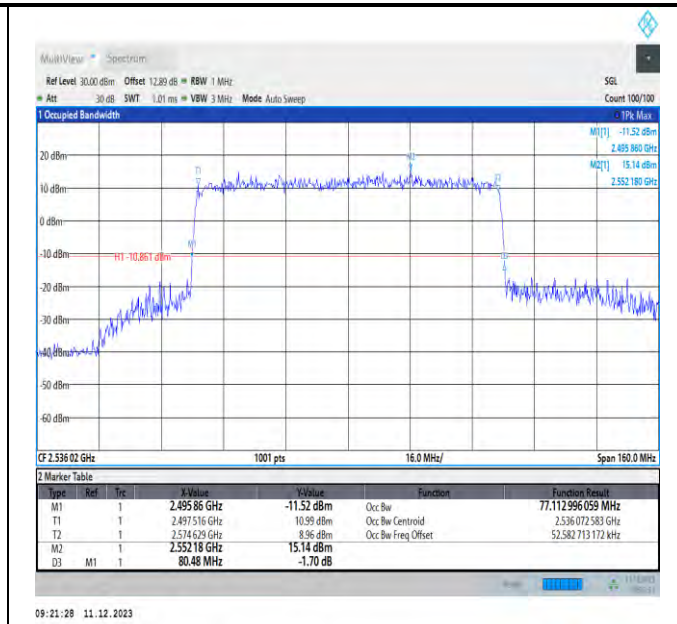 MultiView Spectrum
Ref Level 30.00 dBm Offset 12.89 dB RBW 1 MHz SGL
Att 30 dB SWT 1.01 ms VBW 3 MHz Mode Auto Sweep Count 100/100
1 Occupied Bandwidth 1Pk Max
M1[1] -11.52 dBm
2.495 860 GHz
M2[1] 15.14 dBm
2.552 180 GHz
20 dBm
T1
10 dBm
0 dBm
M1
-10 dBm
H1 -10.861 dBm
-20 dBm
-30 dBm
-40 dBm
-50 dBm
-60 dBm
CF 2.536 02 GHz 1001 pts 16.0 MHz/ Span 160.0 MHz
2 Marker Table
Type Ref Trc X-Value Y-Value Function Function Result
M1 1 2.495 86 GHz -11.52 dBm Occ Bw 77.112 996 059 MHz
T1 1 2.497 516 GHz 10.99 dBm Occ Bw Centroid 2.536 072 583 GHz
T2 1 2.574 629 GHz 8.96 dBm Occ Bw Freq Offset 52.582 713 172 kHz
M2 1 2.552 18 GHz 15.14 dBm
D3 M1 1 80.48 MHz -1.70 dB
09:21:28 11.12.2023